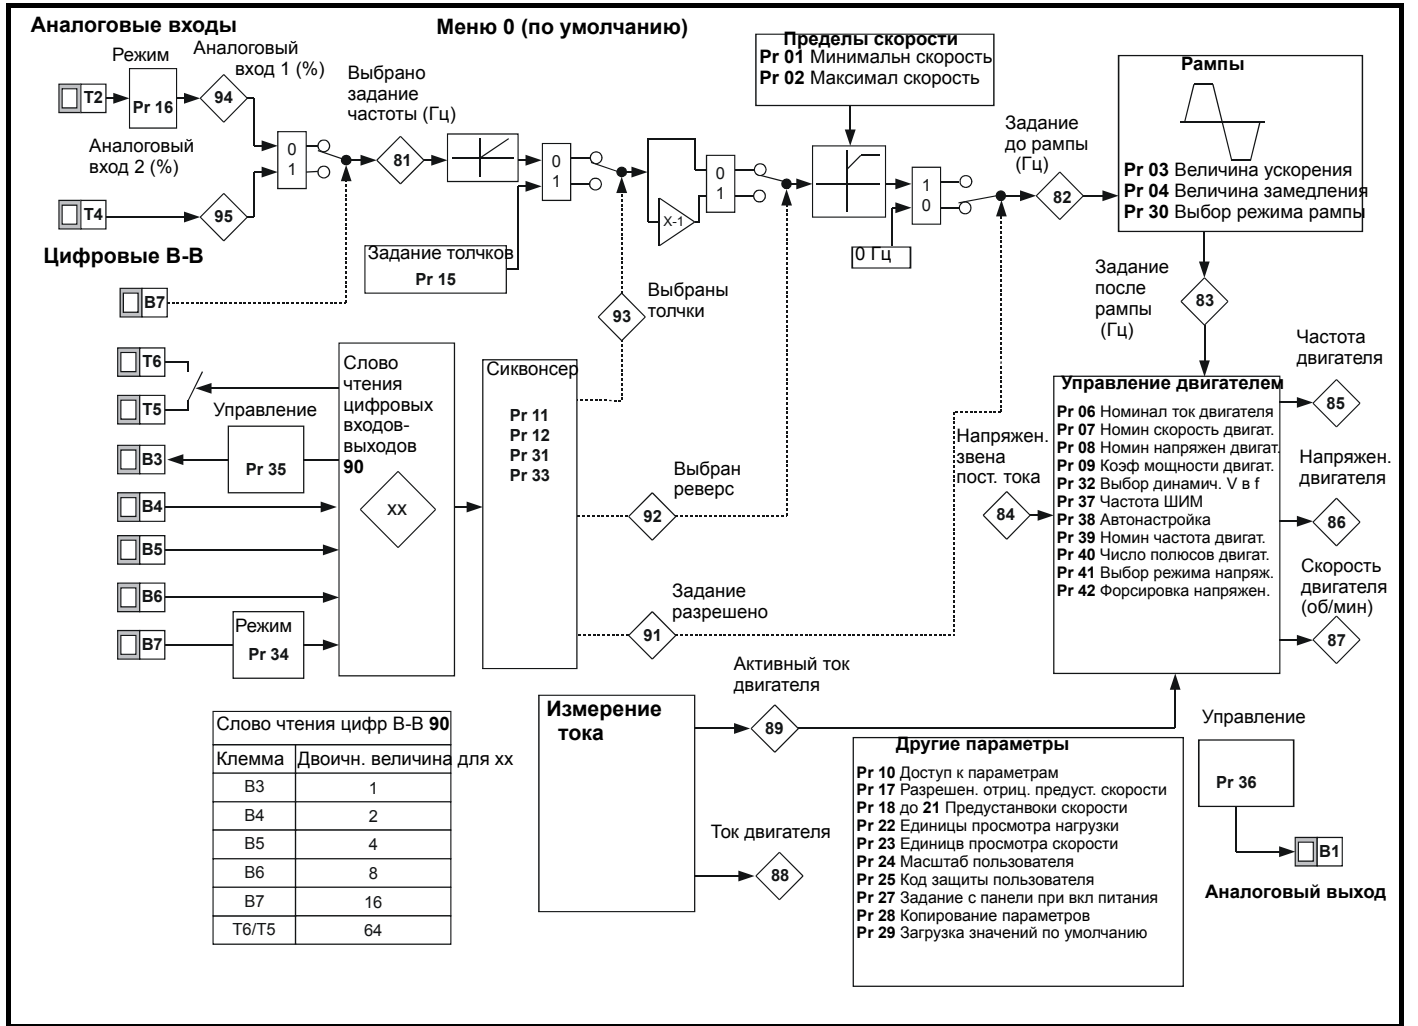 Аналоговые входы
Меню 0 (по умолчанию)
Режим
Аналоговый
вход 1 (%)
T2
Pr 16
94
Аналоговый
вход 2 (%)
T4
95
0
1
Выбрано
задание
частоты (Гц)
81
0
1
Задание толчков
Pr 15
X-1
0
1
Пределы скорости
Pr 01 Минимальн скорость
Pr 02 Максимал скорость
1
0
0 Гц
Задание
до рампы
(Гц)
82
Рампы
Pr 03 Величина ускорения
Pr 04 Величина замедления
Pr 30 Выбор режима рампы
Задание
после
рампы
(Гц)
83
Цифровые В-В
B7
T6
T5
Управление
B3
Pr 35
B4
B5
B6
B7
Режим
Pr 34
Слово
чтения
цифровых
входов-
выходов
90
XX
Сиквонсер
Pr 11
Pr 12
Pr 31
Pr 33
93
Выбраны
толчки
Выбран
реверс
92
Задание
разрешено
91
Напряжен.
звена
пост. тока
84
Управление двигателем
Pr 06 Номинал ток двигателя
Pr 07 Номин скорость двигат.
Pr 08 Номин напряжен двигат.
Pr 09 Коэф мощности двигат.
Pr 32 Выбор динамич. V в f
Pr 37 Частота ШИМ
Pr 38 Автонастройка
Pr 39 Номин частота двигат.
Pr 40 Число полюсов двигат.
Pr 41 Выбор режима напряж.
Pr 42 Форсировка напряжен.
Частота
двигателя
85
Напряжен.
двигателя
86
Скорость
двигателя
(об/мин)
87
Слово чтения цифр В-В 90
Клемма Двоичн. величина для хх
B3 1
B4 2
B5 4
B6 8
B7 16
T6/T5 64
Измерение
тока
Активный ток
двигателя
89
Ток двигателя
88
Другие параметры
Pr 10 Доступ к параметрам
Pr 17 Разрешен. отриц. предуст. скорости
Pr 18 до 21 Предустанвоки скорости
Pr 22 Единицы просмотра нагрузки
Pr 23 Единицв просмотра скорости
Pr 24 Масштаб пользователя
Pr 25 Код защиты пользователя
Pr 27 Задание с панели при вкл питания
Pr 28 Копирование параметров
Pr 29 Загрузка значений по умолчанию
Управление
Pr 36
B1
Аналоговый выход